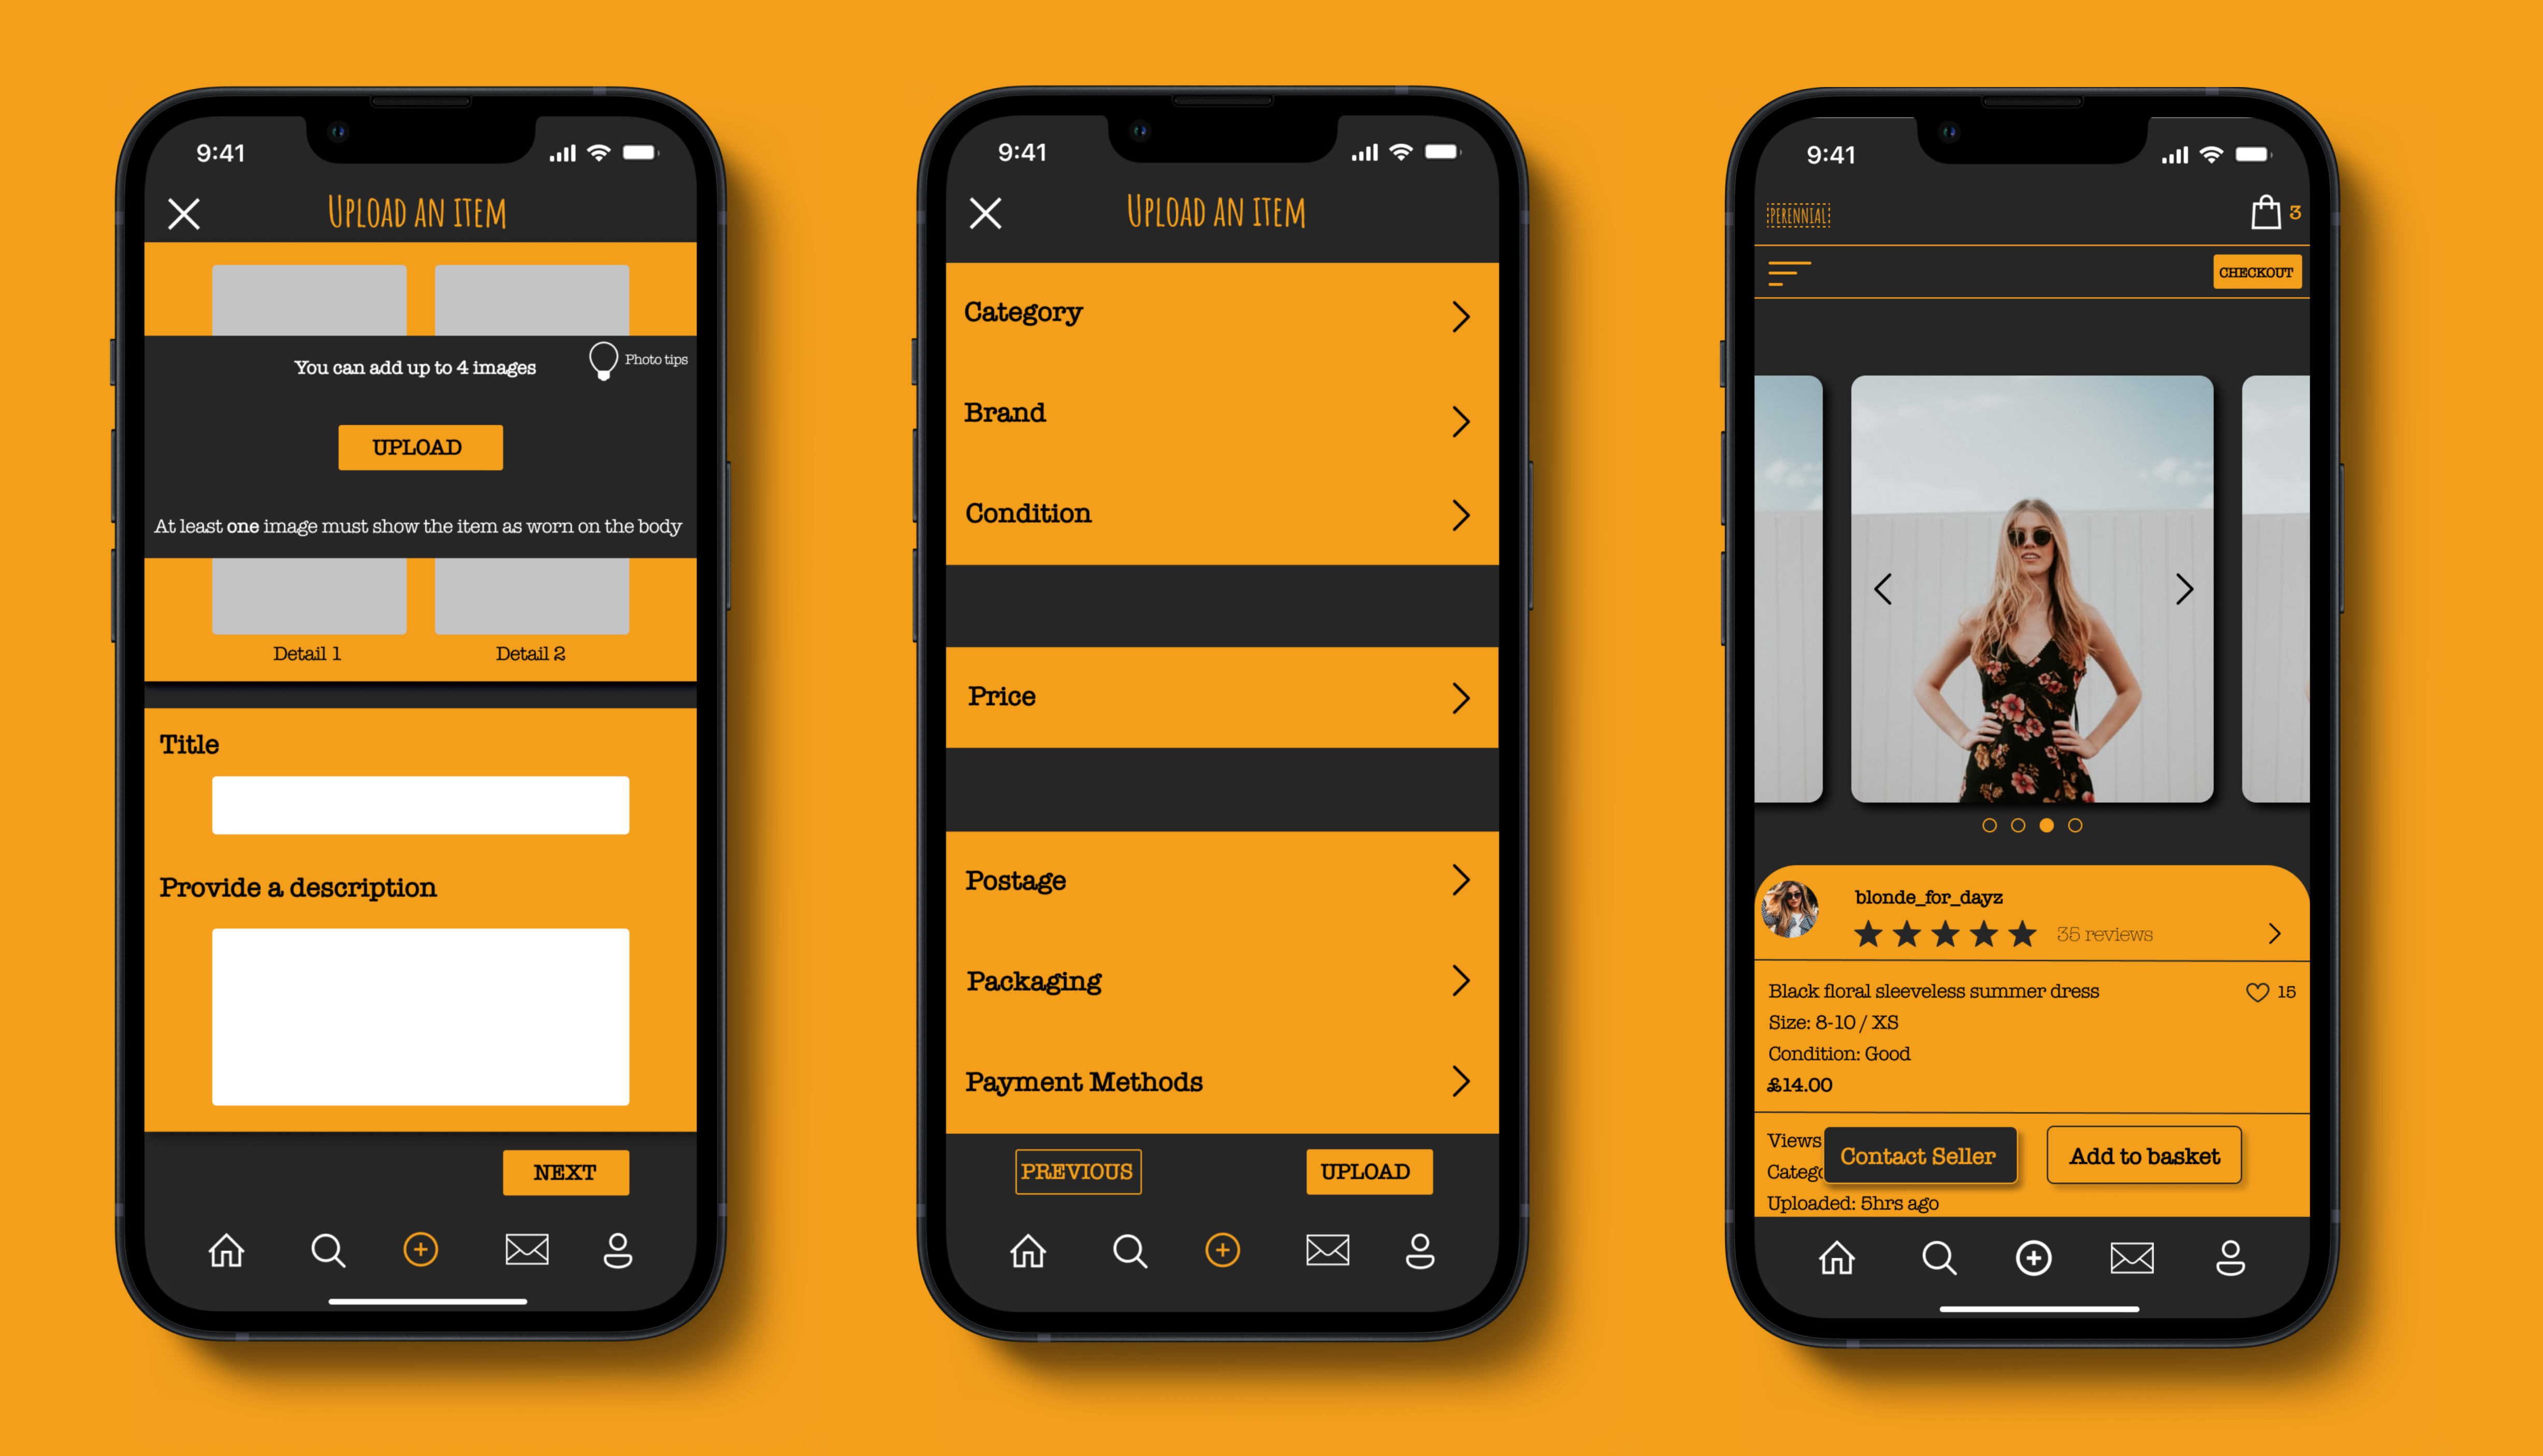 9:41
UPLOAD AN ITEM
You can add up to 4 images
Photo tips
UPLOAD
At least one image must show the item as worn on the body
Detail 1
Detail 2
Title
Provide a description
NEXT
9:41
UPLOAD AN ITEM
Category
Brand
Condition
Price
Postage
Packaging
Payment Methods
PREVIOUS
UPLOAD
9:41
PERENNIAL
3
CHECKOUT
blonde_for_dayz
35 reviews
Black floral sleeveless summer dress
15
Size: 8-10 / XS
Condition: Good
£14.00
Views
Contact Seller
Add to basket
Uploaded: 5hrs ago